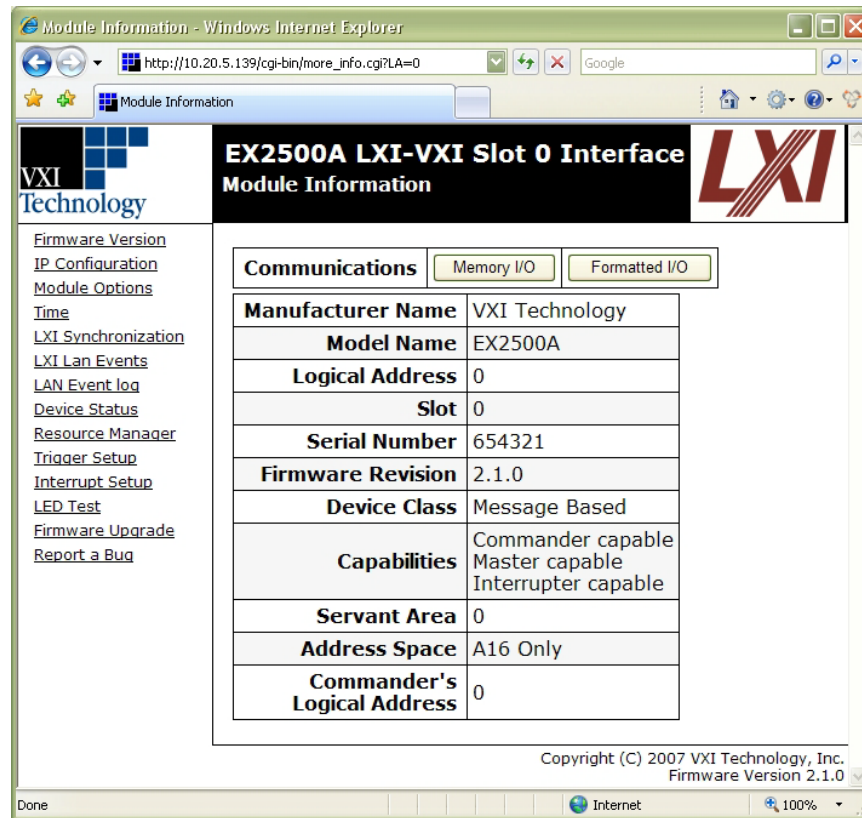 Module Information - Windows Internet Explorer
http://10.20.5.139/cgi-bin/more_info.cgi?LA=0
Google
Module Information
VXI
Technology
EX2500A LXI-VXI Slot 0 Interface
Module Information
LXI
Firmware Version
IP Configuration
Module Options
Time
LXI Synchronization
LXI Lan Events
LAN Event log
Device Status
Resource Manager
Trigger Setup
Interrupt Setup
LED Test
Firmware Upgrade
Report a Bug
Communications Memory I/O Formatted I/O
Manufacturer Name VXI Technology
Model Name EX2500A
Logical Address 0
Slot 0
Serial Number 654321
Firmware Revision 2.1.0
Device Class Message Based
Capabilities Commander capable
Master capable
Interrupter capable
Servant Area 0
Address Space A16 Only
Commander's
Logical Address 0
Copyright (C) 2007 VXI Technology, Inc.
Firmware Version 2.1.0
Done Internet 100%